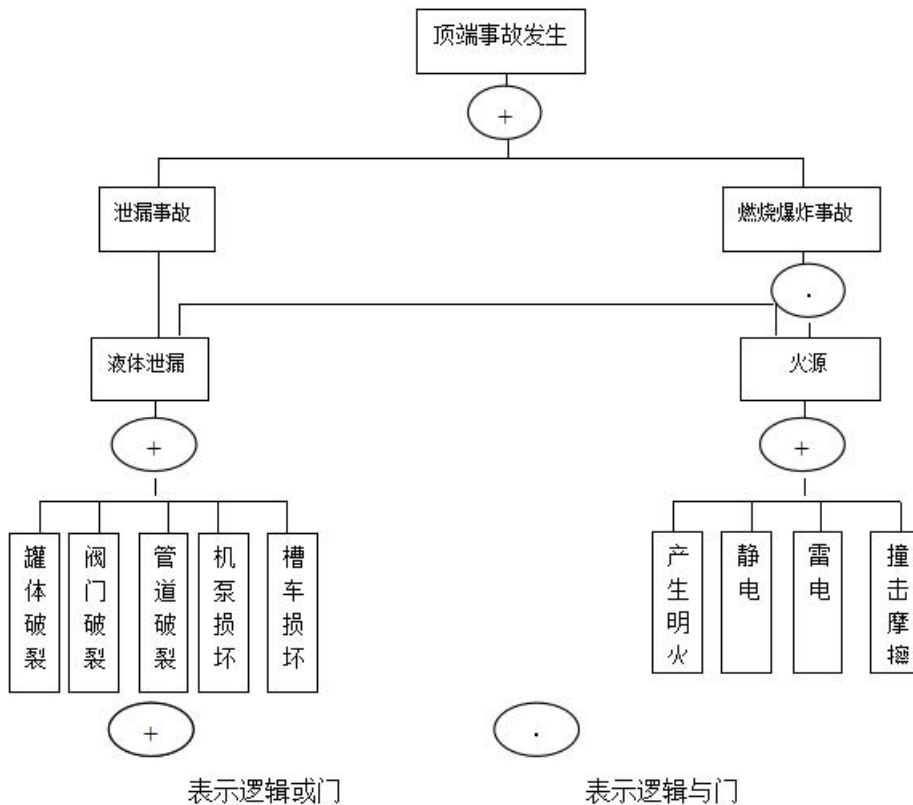 顶端事故发生
+
泄漏事故
燃烧爆炸事故
·
液体泄漏
火源
+
+
罐体破裂
阀门破裂
管道破裂
机泵损坏
槽车损坏
产生明火
静电
雷电
撞击摩擦
+
·
表示逻辑或门
表示逻辑与门